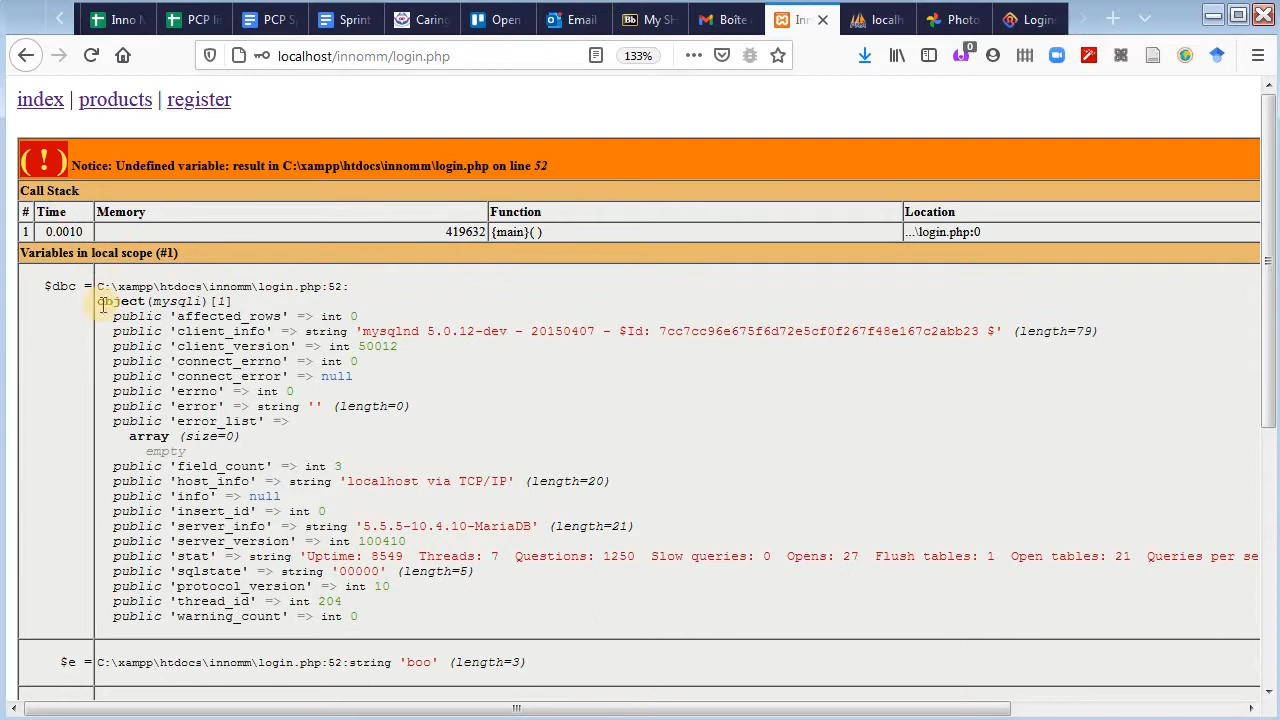 Inno M
PCP li
PCP S
Sprint
Caring
Open
Email
My Sh
Boîte
Inn
localh
Photo
Login
localhost/innomm/login.php
133%
0
index | products | register
( ! ) Notice: Undefined variable: result in C:\xampp\htdocs\innomm\login.php on line 52
Call Stack
# Time Memory Function Location
1 0.0010 419632 {main}( ) ...\login.php:0
Variables in local scope (#1)
$dbc = C:\xampp\htdocs\innomm\login.php:52:
object(mysqli)[1]
public 'affected_rows' => int 0
public 'client_info' => string 'mysqlnd 5.0.12-dev - 20150407 - $Id: 7cc7cc96e675f6d72e5cf0f267f48e167c2abb23 $' (length=79)
public 'client_version' => int 50012
public 'connect_errno' => int 0
public 'connect_error' => null
public 'errno' => int 0
public 'error' => string '' (length=0)
public 'error_list' =>
array (size=0)
empty
public 'field_count' => int 3
public 'host_info' => string 'localhost via TCP/IP' (length=20)
public 'info' => null
public 'insert_id' => int 0
public 'server_info' => string '5.5.5-10.4.10-MariaDB' (length=21)
public 'server_version' => int 100410
public 'stat' => string 'Uptime: 8549 Threads: 7 Questions: 1250 Slow queries: 0 Opens: 27 Flush tables: 1 Open tables: 21 Queries per se
public 'sqlstate' => string '00000' (length=5)
public 'protocol_version' => int 10
public 'thread_id' => int 204
public 'warning_count' => int 0
$e = C:\xampp\htdocs\innomm\login.php:52:string 'boo' (length=3)